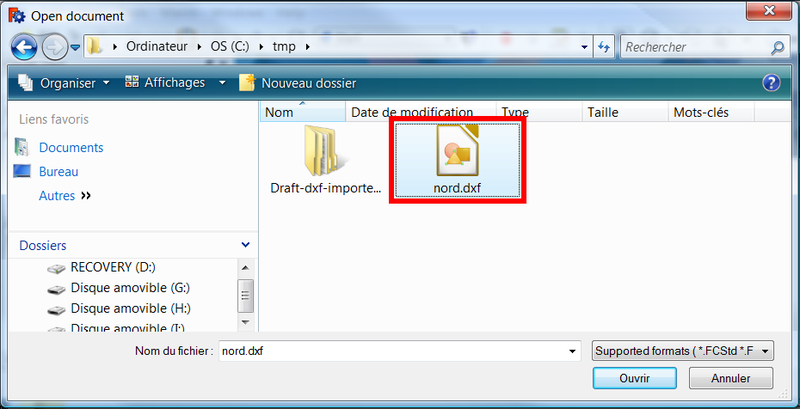 Open document
Ordinateur OS (C:) tmp
Rechercher
Organiser Affichages Nouveau dossier
Liens favoris
Documents
Bureau
Autres
Dossiers
RECOVERY (D:)
Disque amovible (G:)
Disque amovible (H:)
Disque amovible (I:)
Nom Date de modification Type Taille Mots-clés
Draft-dxf-importe... nord.dxf
Nom du fichier : nord.dxf
Supported formats ( *.FCStd *.F
Ouvrir Annuler